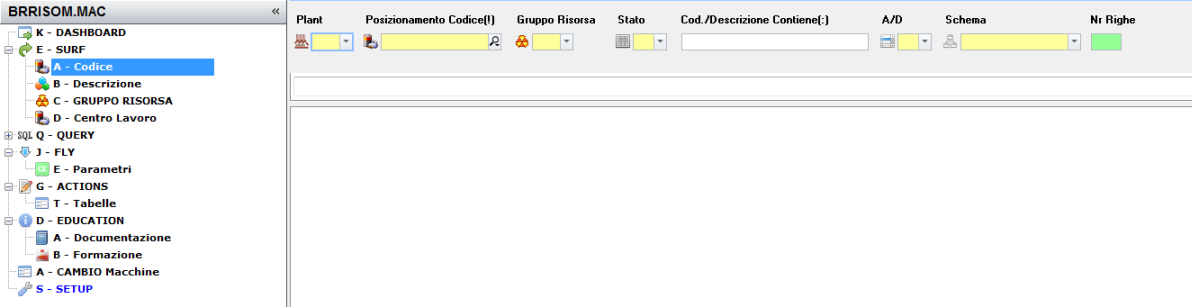 BRRISOM.MAC «
K - DASHBOARD
E - SURF
A - Codice
B - Descrizione
C - GRUPPO RISORSA
D - Centro Lavoro
SQL Q - QUERY
J - FLY
E - Parametri
G - ACTIONS
T - Tabelle
D - EDUCATION
A - Documentazione
B - Formazione
A - CAMBIO Macchine
S - SETUP
Plant Posizionamento Codice(!) Gruppo Risorsa Stato Cod./Descrizione Contiene(:) A/D Schema Nr Righe